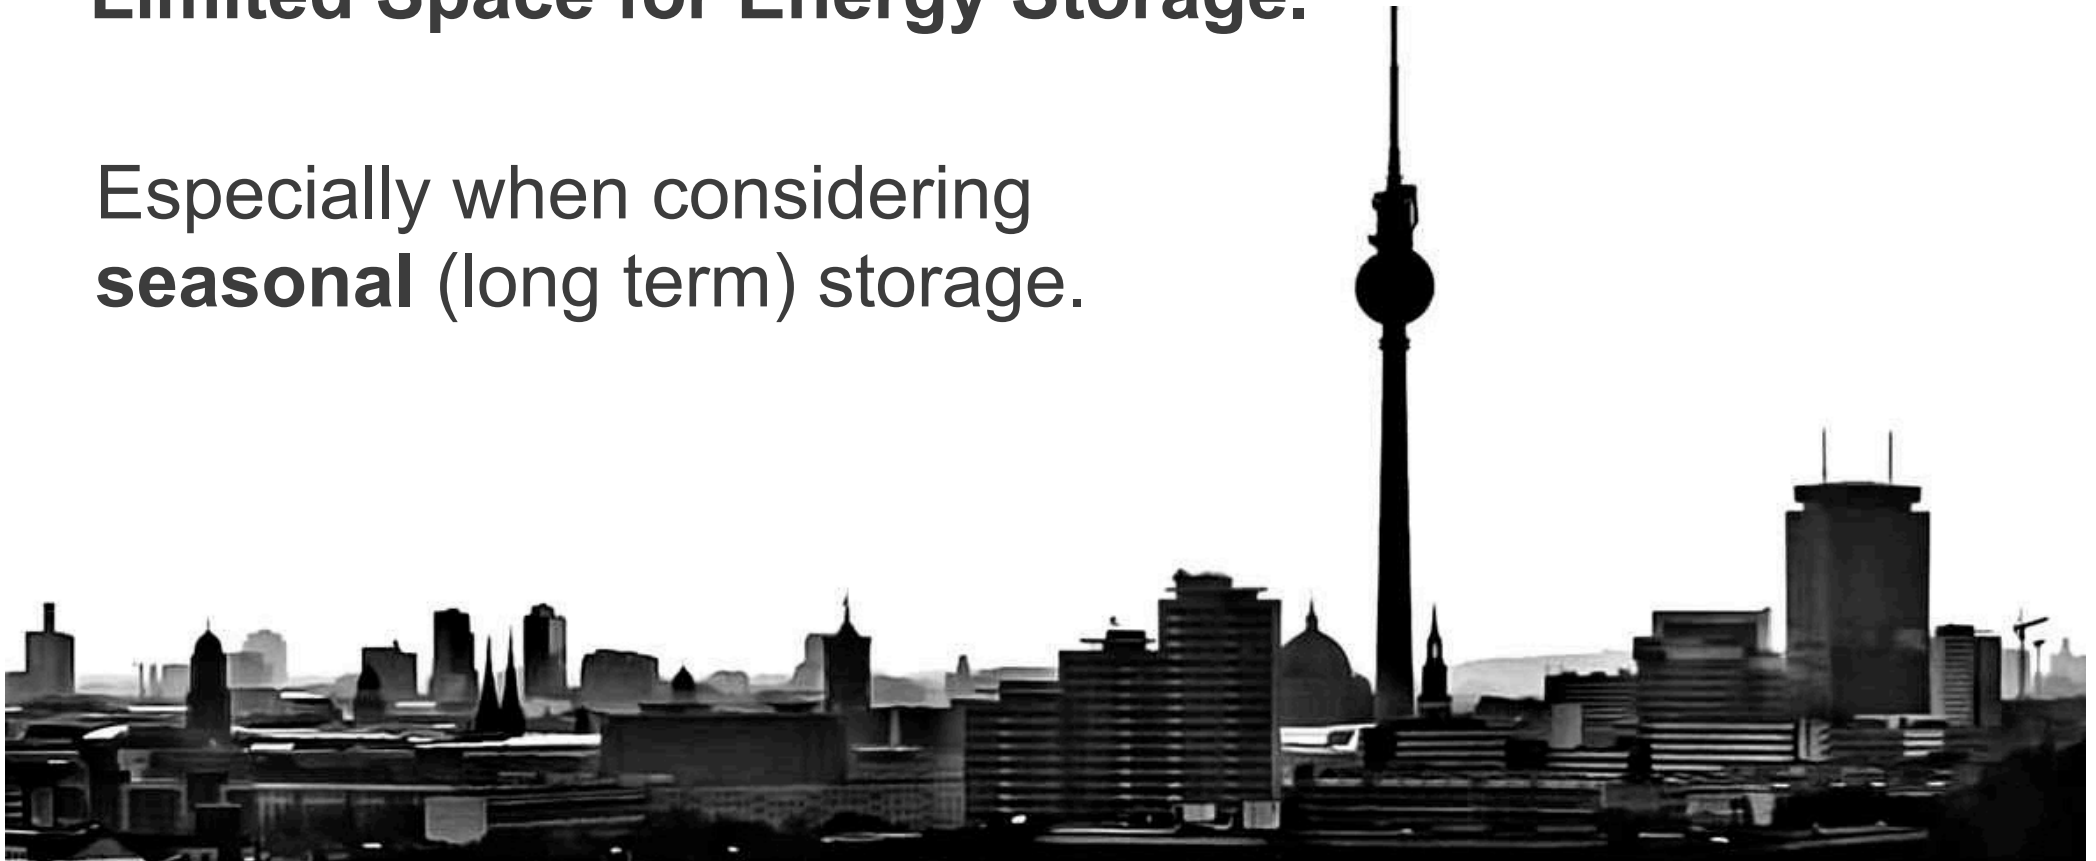 Limited Space for Energy Storage.
Especially when considering
seasonal (long term) storage.